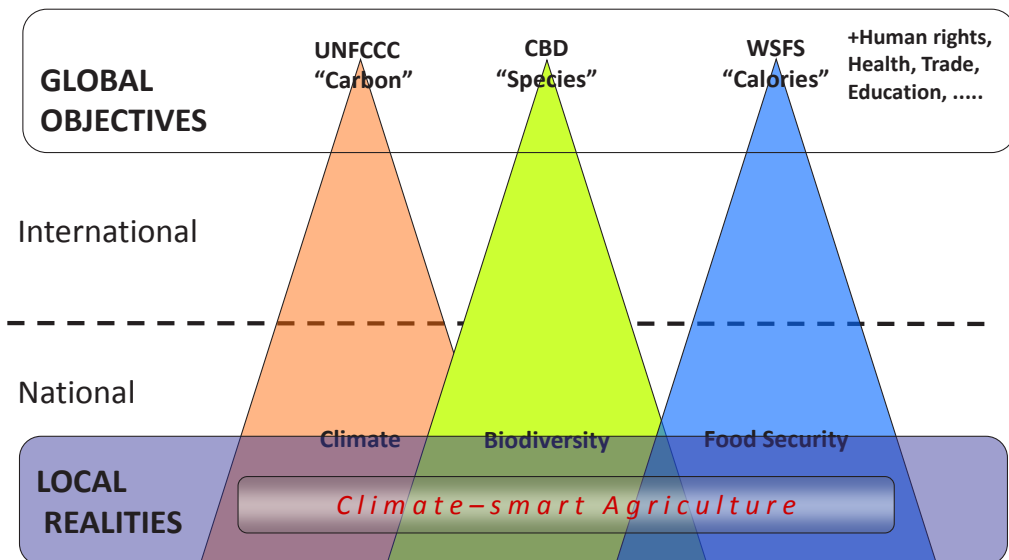 GLOBAL
OBJECTIVES
UNFCCC
“Carbon”
CBD
“Species”
WSFS
“Calories”
+Human rights,
Health, Trade,
Education, .....
International
National
Climate
Biodiversity
Food Security
LOCAL
REALITIES
Climate–smart Agriculture